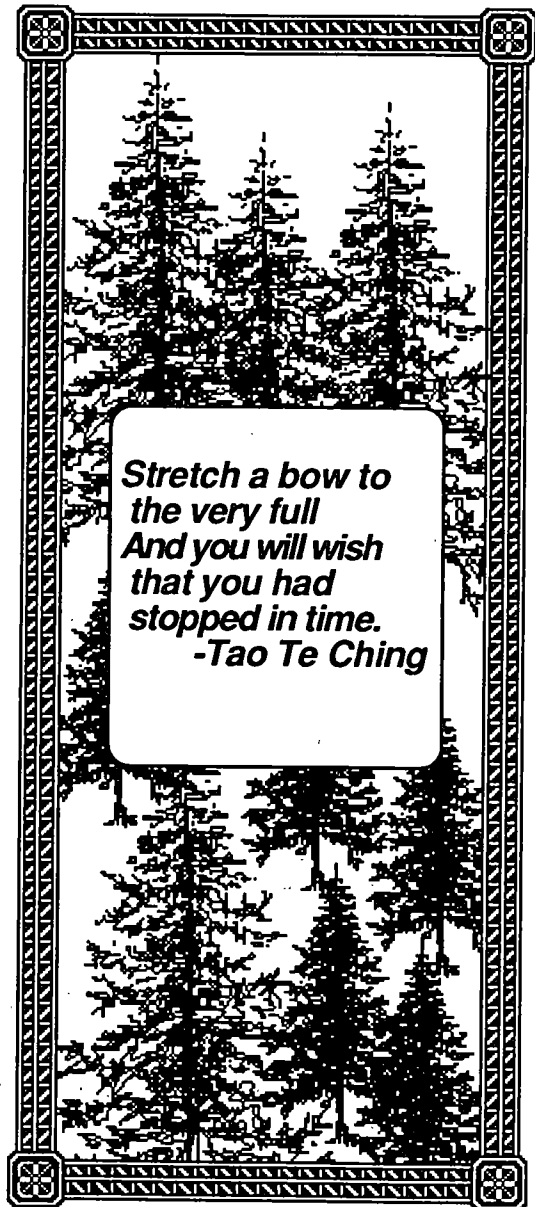 Stretch a bow to
the very full
And you will wish
that you had
stopped in time.
-Tao Te Ching